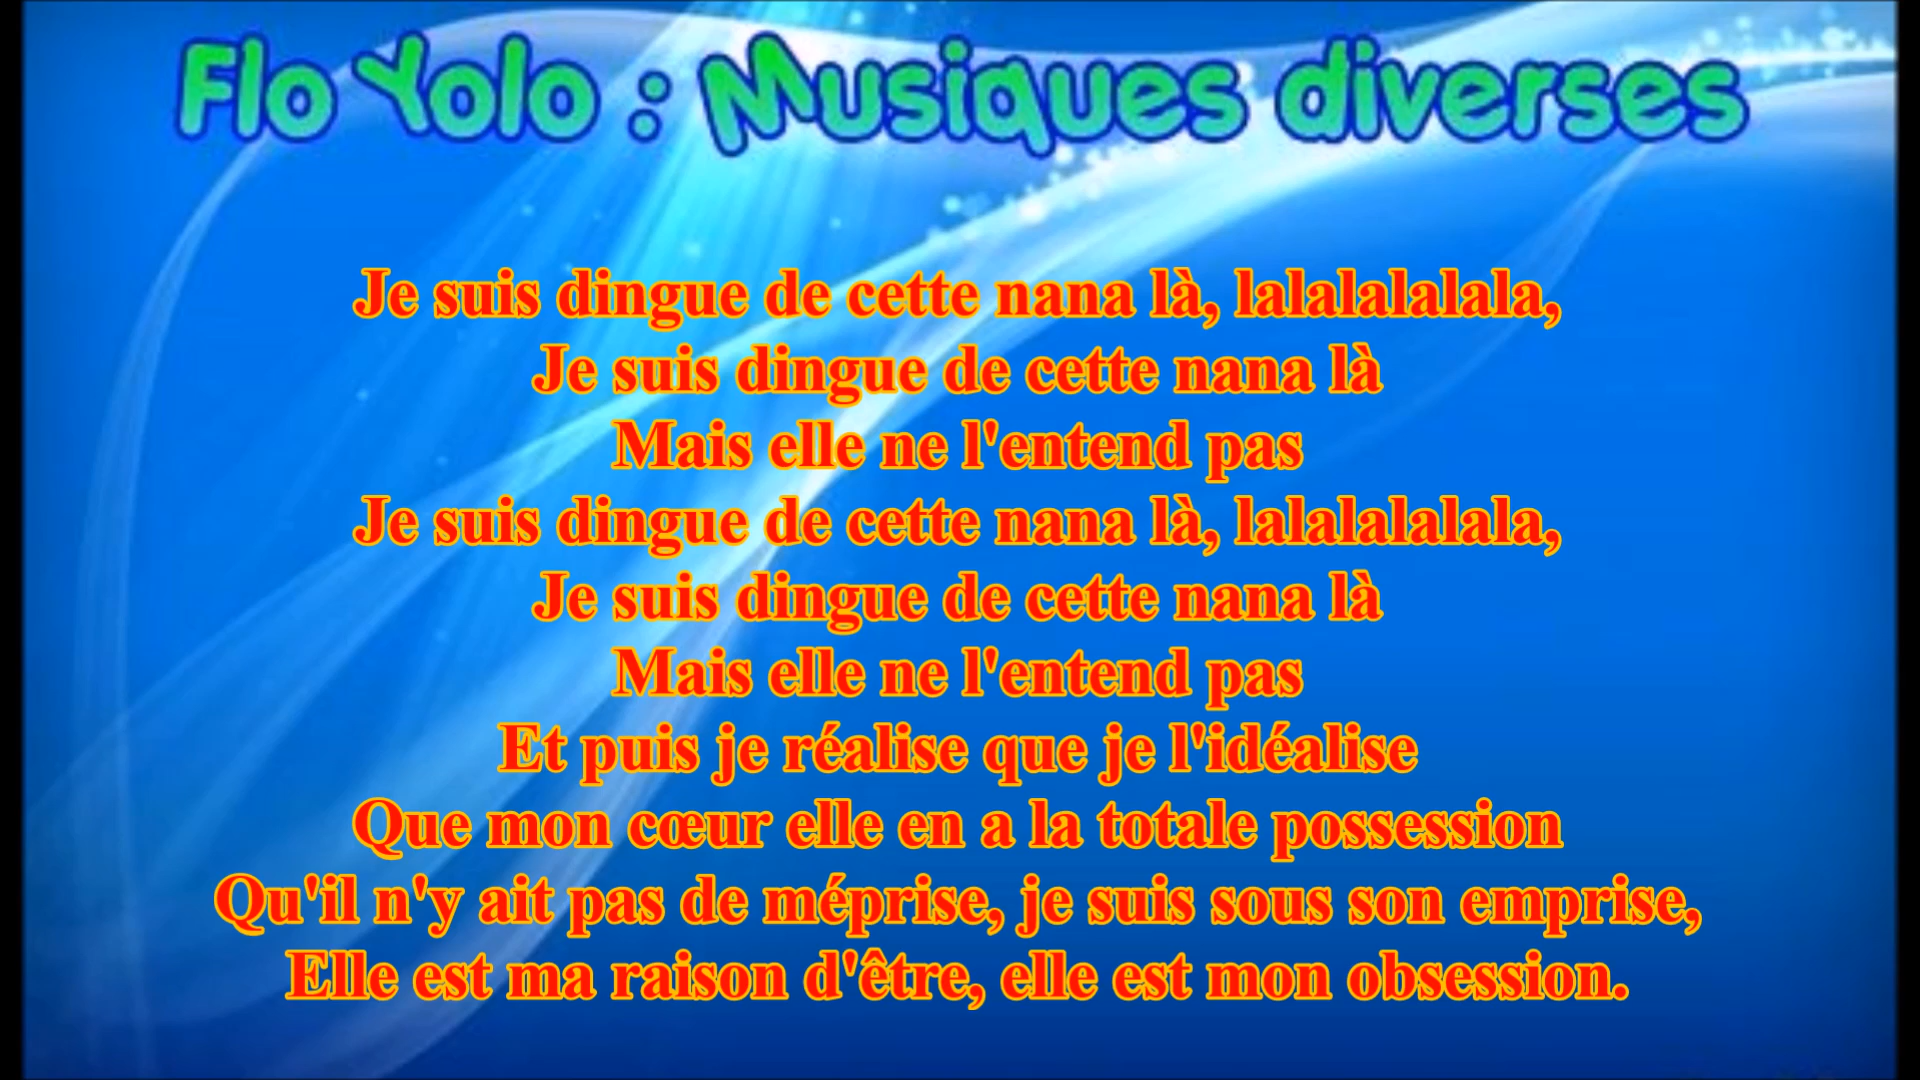 Flo Yolo : Musiques diverses
Je suis dingue de cette nana là, lalalalalala,
Je suis dingue de cette nana là
Mais elle ne l'entend pas
Je suis dingue de cette nana là, lalalalalala,
Je suis dingue de cette nana là
Mais elle ne l'entend pas
Et puis je réalise que je l'idéalise
Que mon cœur elle en a la totale possession
Qu'il n'y ait pas de méprise, je suis sous son emprise,
Elle est ma raison d'être, elle est mon obsession.